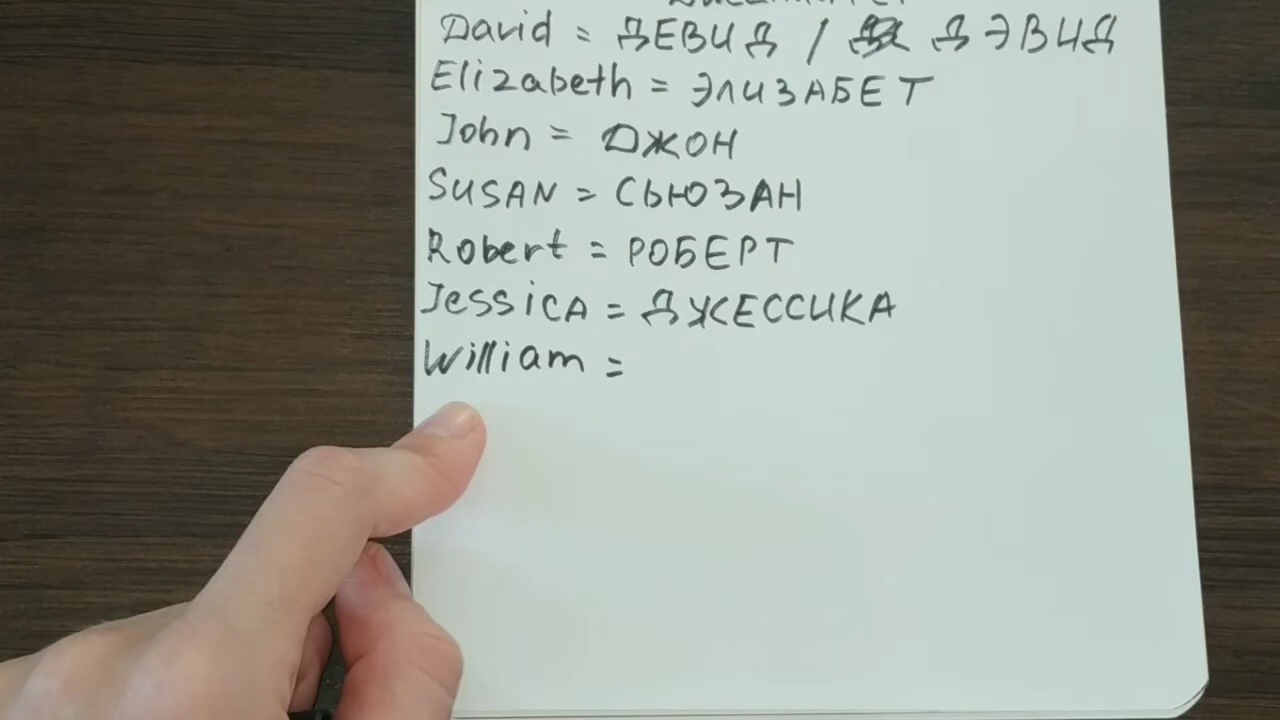 David = ДЕВИД / ДЭВИД
Elizabeth = ЭЛИЗАБЕТ
John = ДЖОН
SUSAN = СЬЮЗАН
Robert = РОБЕРТ
JessicA = ДЖЕССИКА
William =